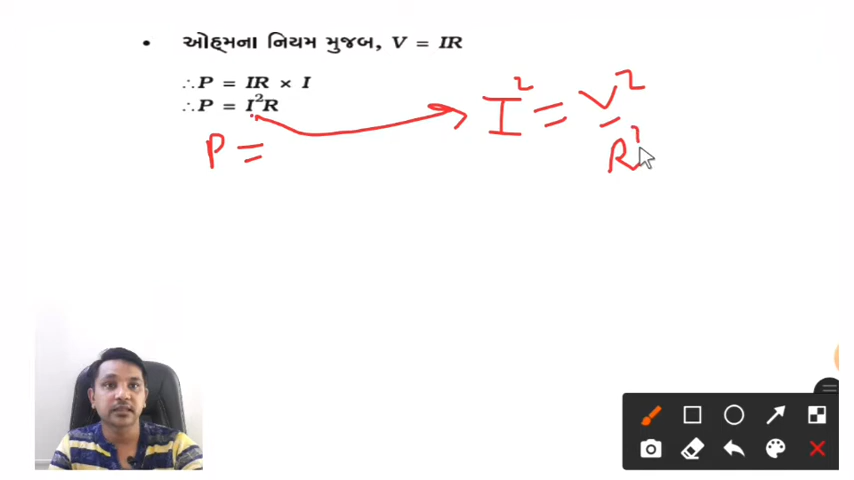 • ઓહ્‌મના નિયમ મુજબ, V = IR
∴ P = IR × I
∴ P = I²R
P =
I² = V²/R²